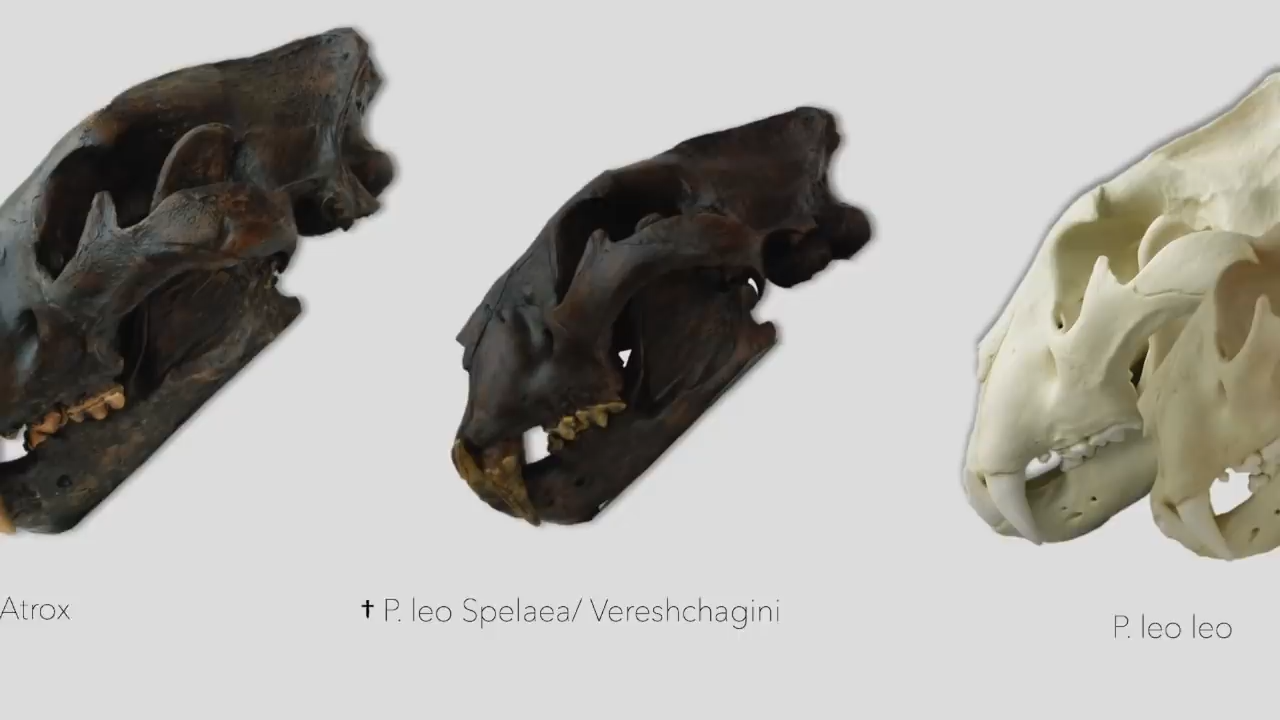 Atrox
† P. leo Spelaea/ Vereshchagini
P. leo leo